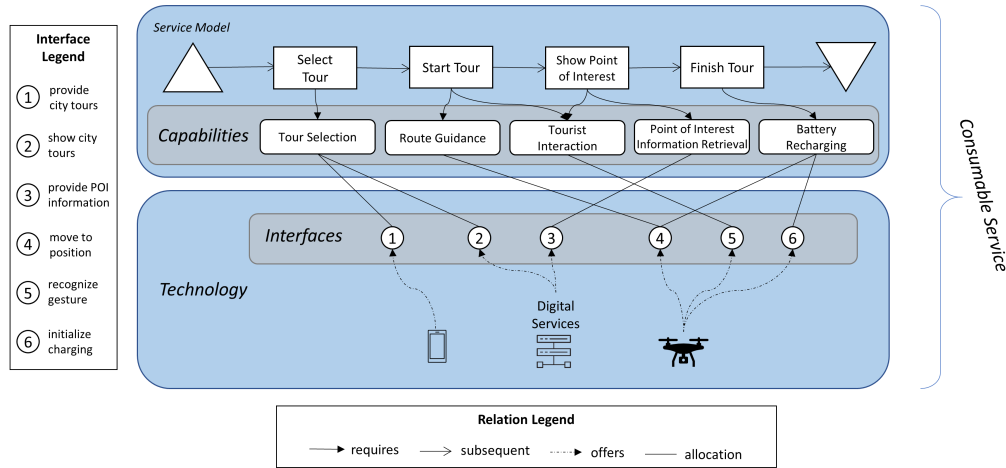 Interface
Legend
1 provide
city tours
2 show city
tours
3 provide POI
information
4 move to
position
5 recognize
gesture
6 initialize
charging
Service Model
Select
Tour
Start Tour
Show Point
of Interest
Finish Tour
Capabilities
Tour Selection
Route Guidance
Tourist
Interaction
Point of Interest
Information Retrieval
Battery
Recharging
Interfaces
1 2 3 4 5 6
Technology
Digital
Services
Consumable Service
Relation Legend
requires subsequent offers allocation